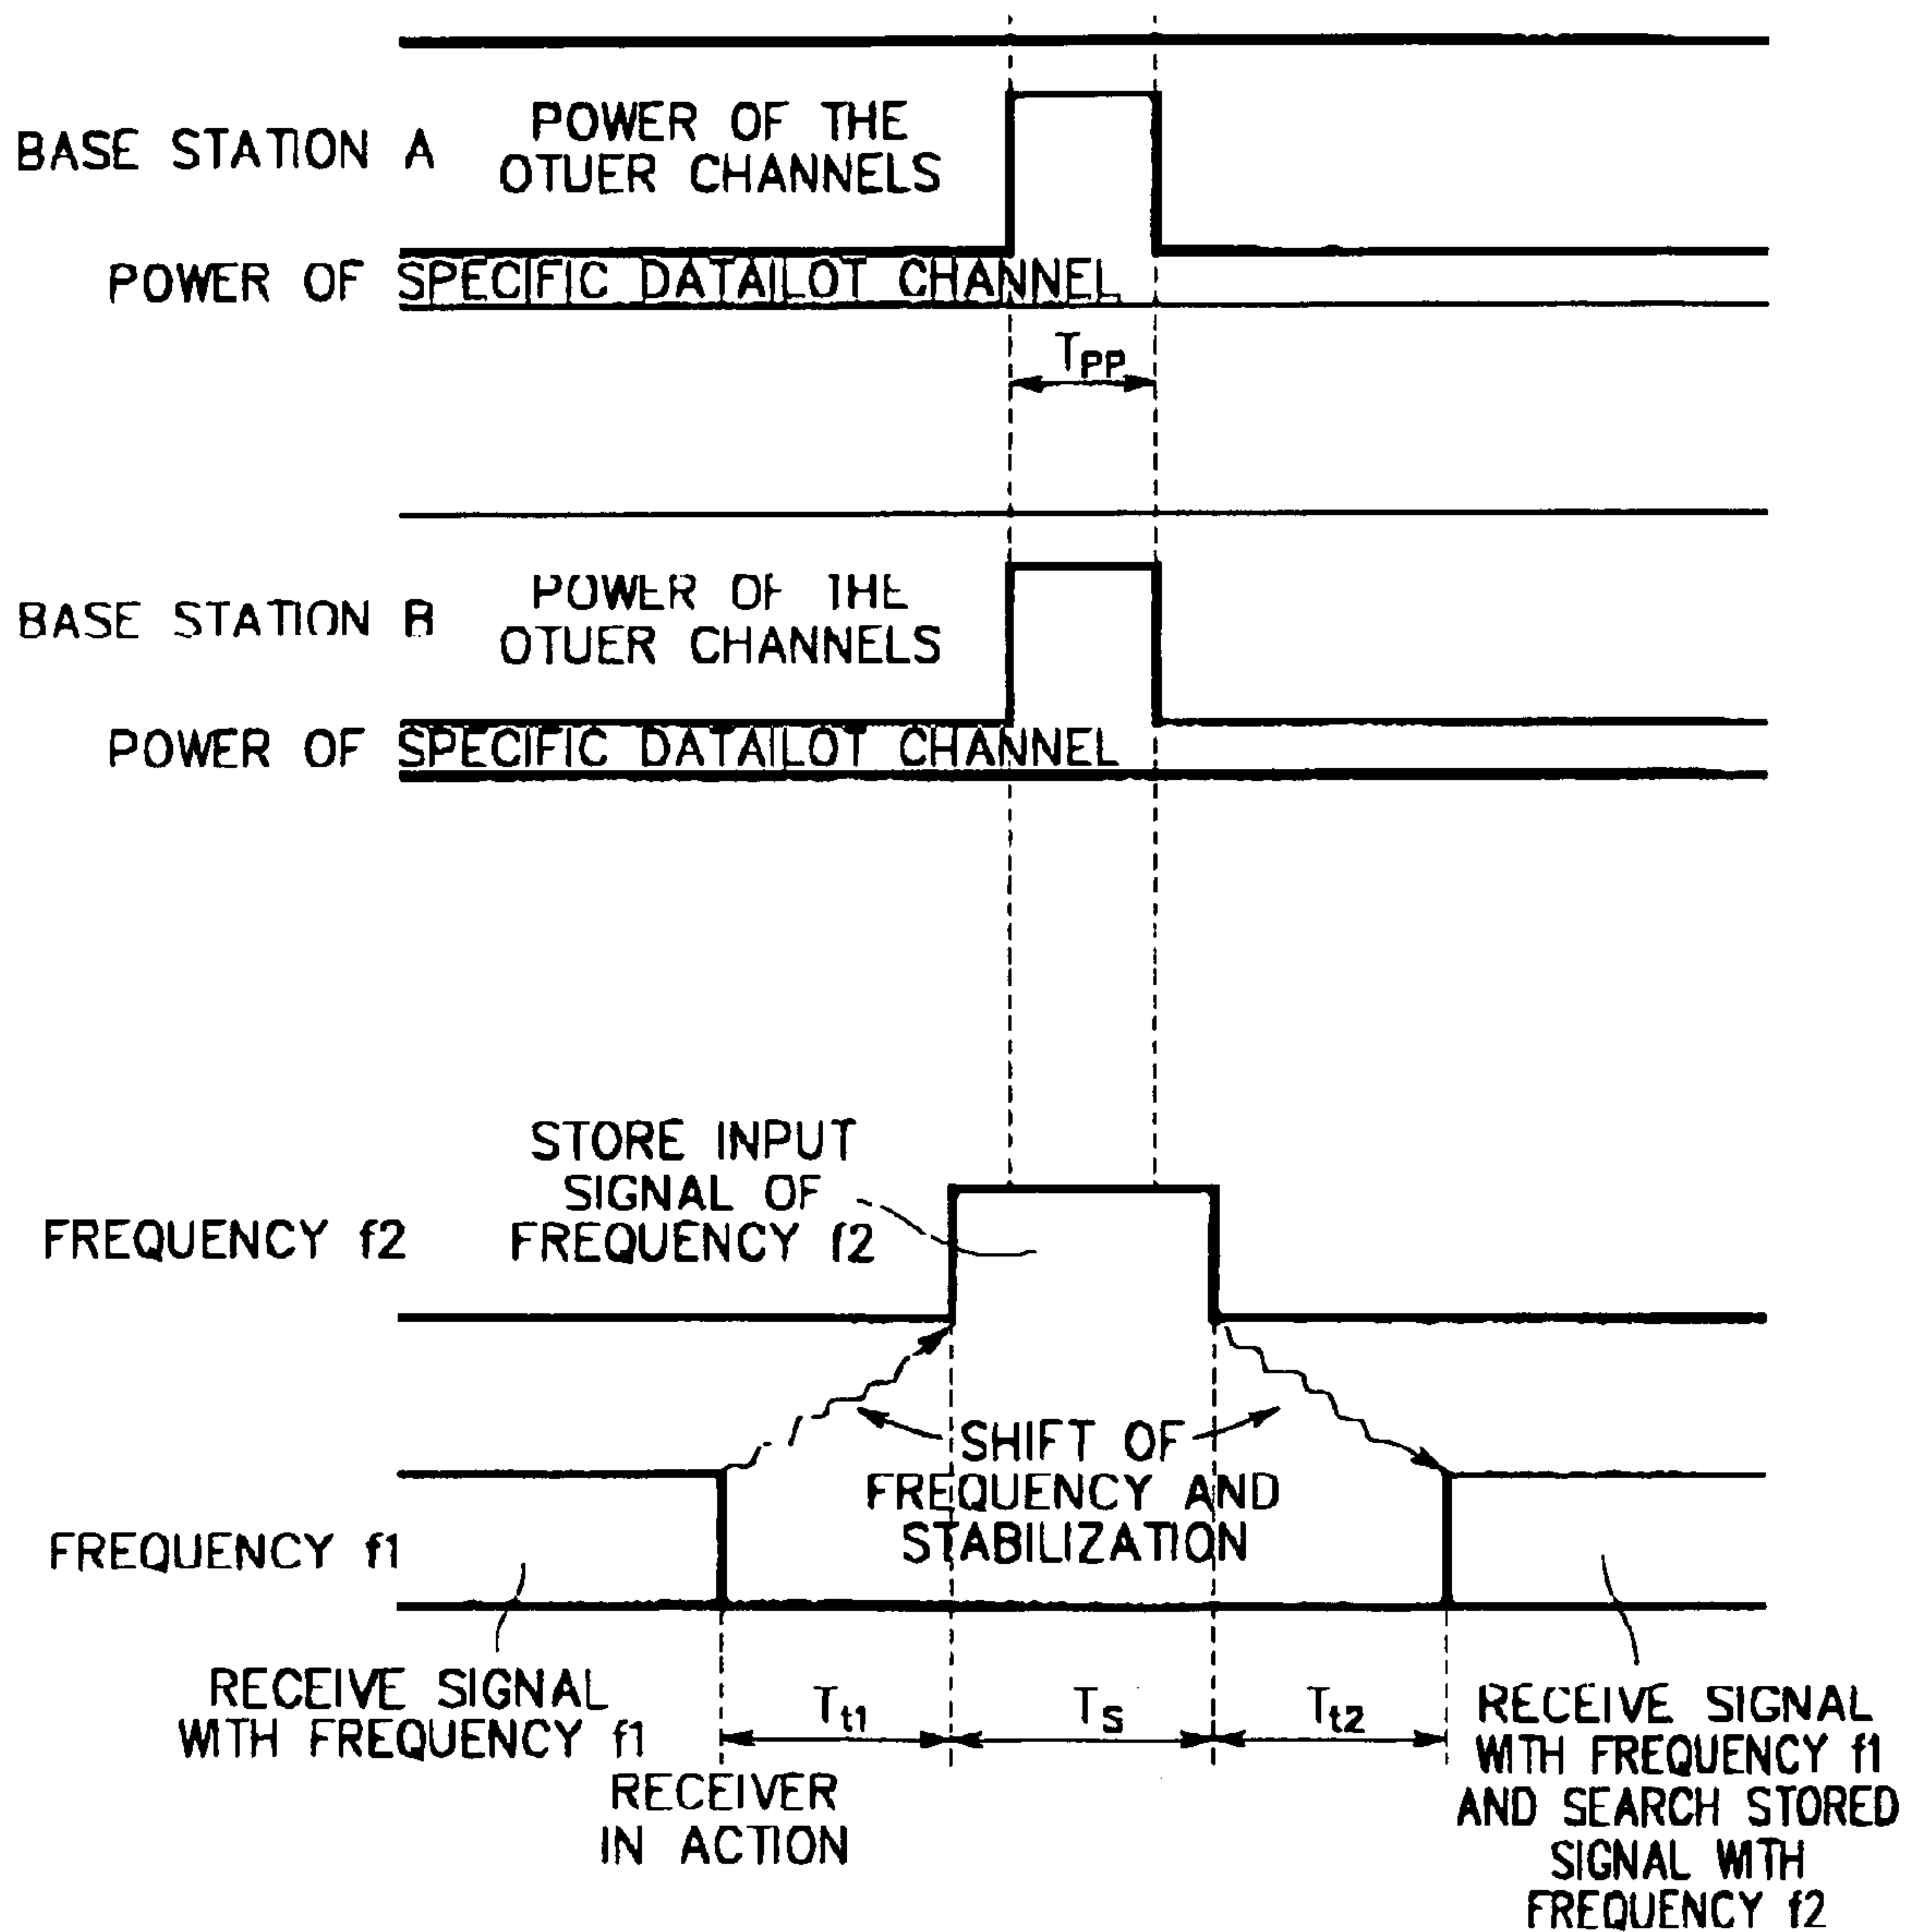 BASE STATION A
POWER OF THE
OTUER CHANNELS
POWER OF SPECIFIC DATAILOT CHANNEL
TPP
BASE STATION B
POWER OF THE
OTUER CHANNELS
POWER OF SPECIFIC DATAILOT CHANNEL
STORE INPUT
SIGNAL OF
FREQUENCY f2
FREQUENCY f2
SHIFT OF
FREQUENCY AND
STABILIZATION
FREQUENCY f1
RECEIVE SIGNAL
WITH FREQUENCY f1
Tt1
TS
Tt2
RECEIVER
IN ACTION
RECEIVE SIGNAL
WITH FREQUENCY f1
AND SEARCH STORED
SIGNAL WITH
FREQUENCY f2